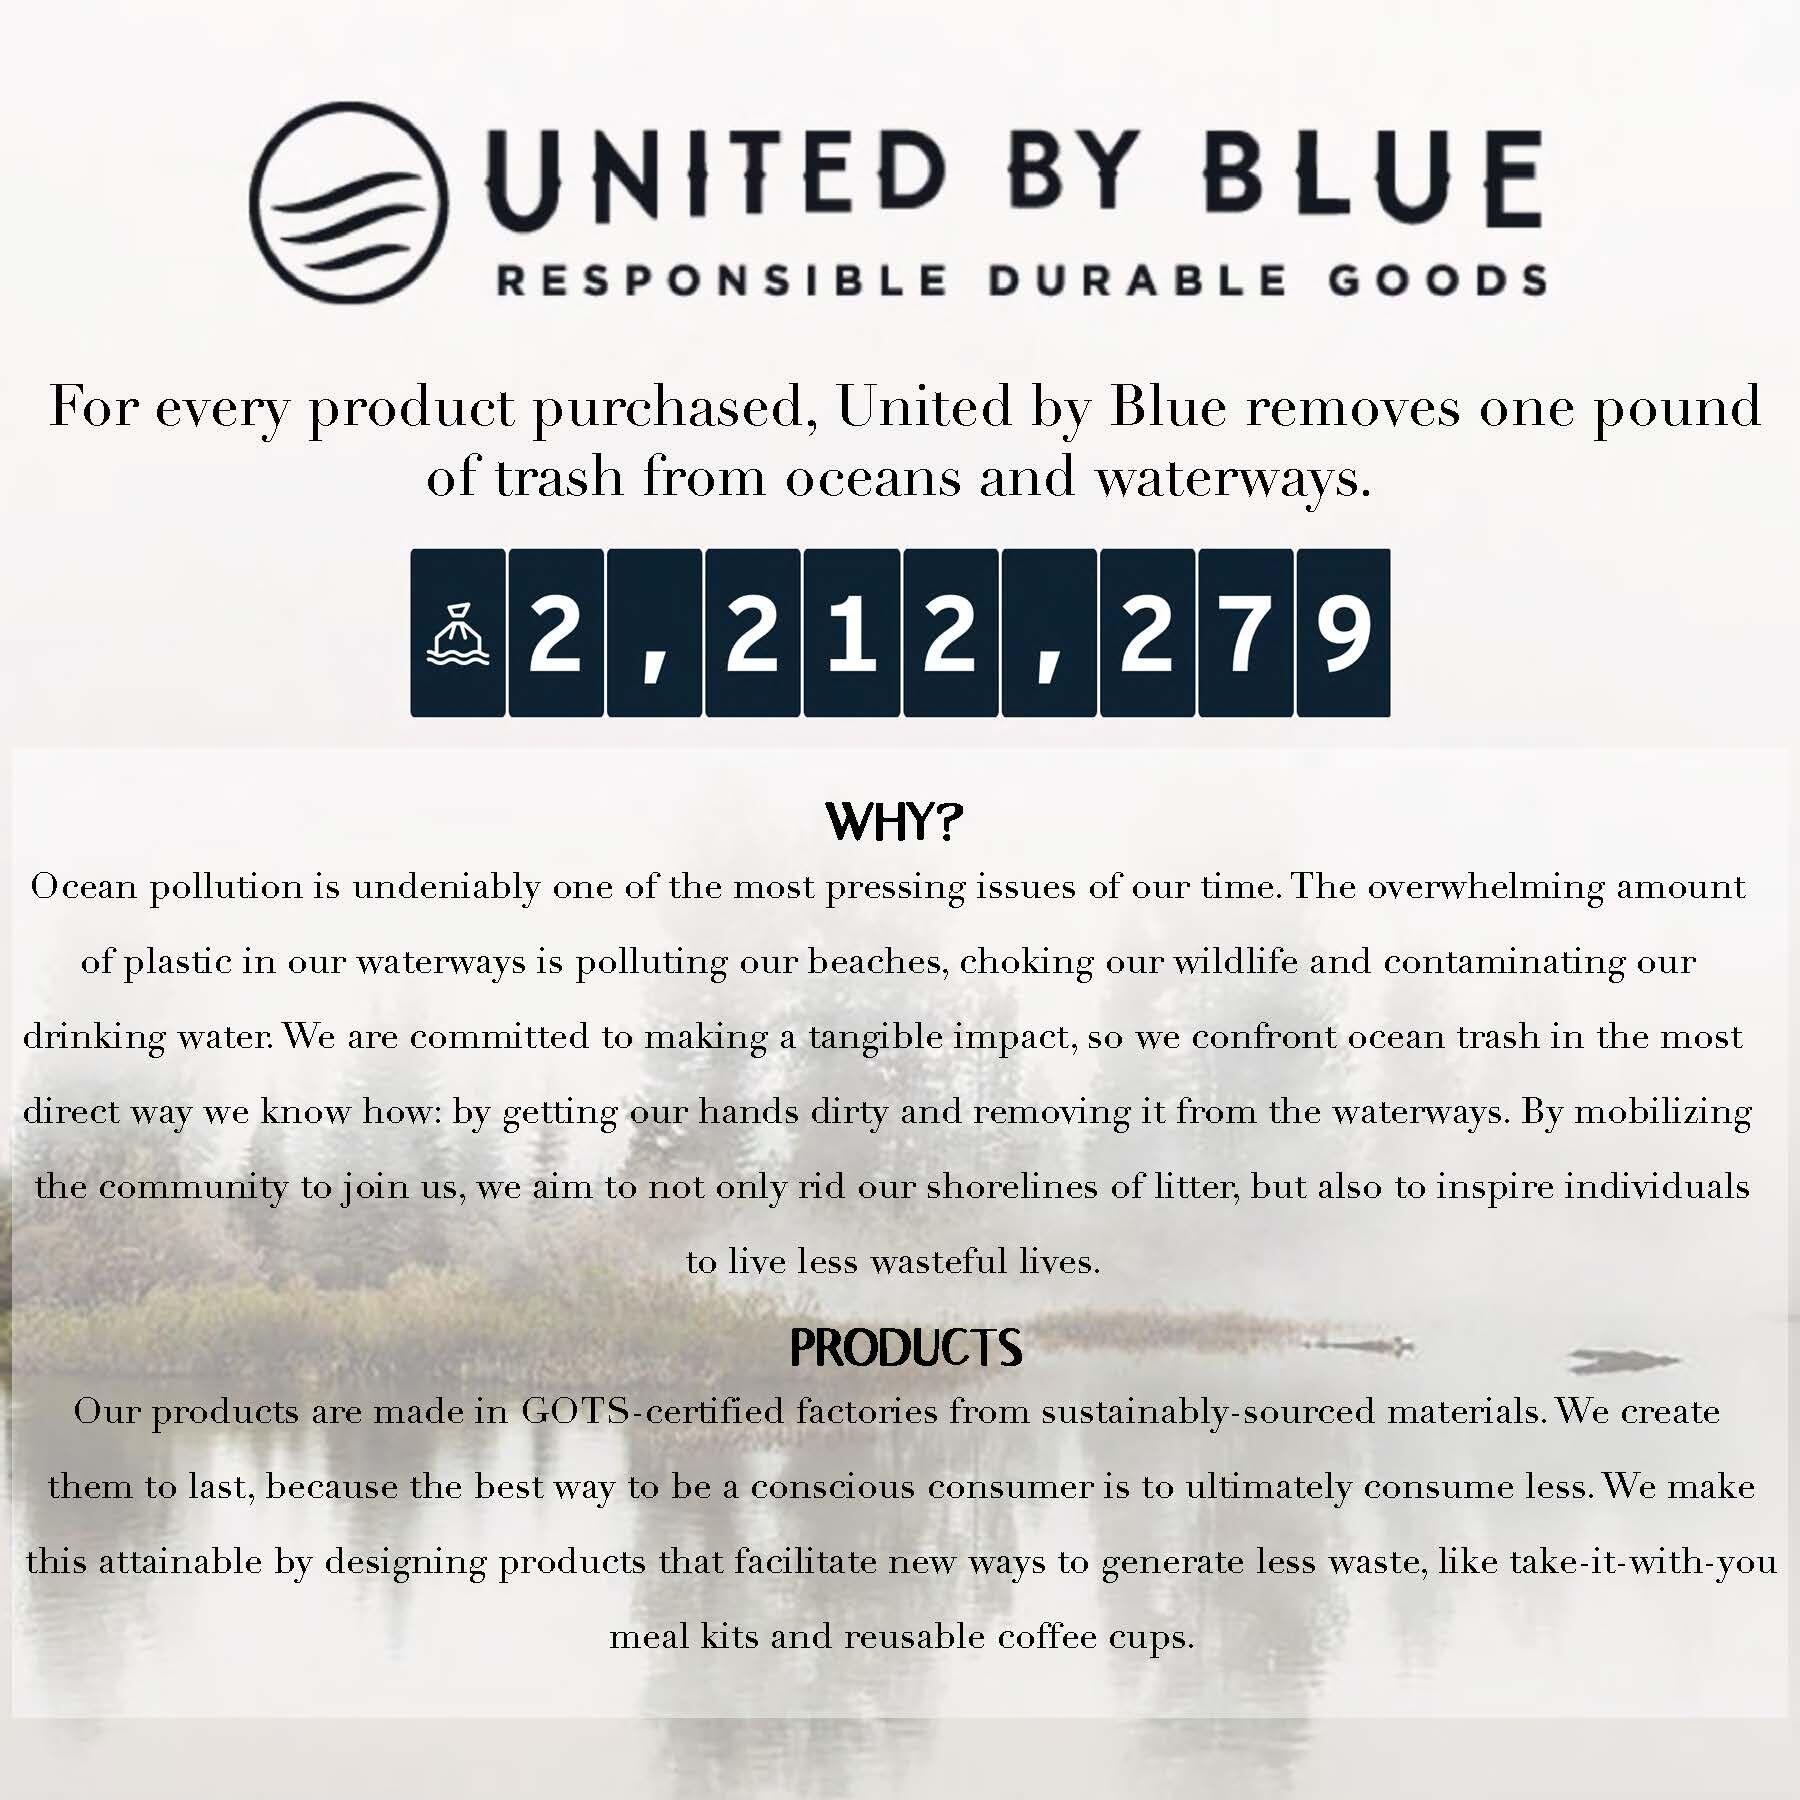 UNITED BY BLUE
RESPONSIBLE DURABLE GOODS
For every product purchased, United by Blue removes one pound
of trash from oceans and waterways.
2,212,279
WHY?
Ocean pollution is undeniably one of the most pressing issues of our time. The overwhelming amount
of plastic in our waterways is polluting our beaches, choking our wildlife and contaminating our
drinking water. We are committed to making a tangible impact, so we confront ocean trash in the most
direct way we know how: by getting our hands dirty and removing it from the waterways. By mobilizing
the community to join us, we aim to not only rid our shorelines of litter, but also to inspire individuals
to live less wasteful lives.
PRODUCTS
Our products are made in GOTS-certified factories from sustainably-sourced materials. We create
them to last, because the best way to be a conscious consumer is to ultimately consume less. We make
this attainable by designing products that facilitate new ways to generate less waste, like take-it-with-you
meal kits and reusable coffee cups.